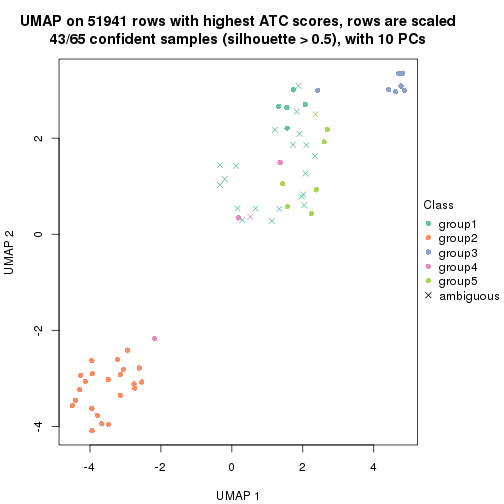 UMAP on 51941 rows with highest ATC scores, rows are scaled
43/65 confident samples (silhouette > 0.5), with 10 PCs
2
0
-2
-4
UMAP 2
-4
-2
0
2
4
UMAP 1
Class
group1
group2
group3
group4
group5
ambiguous